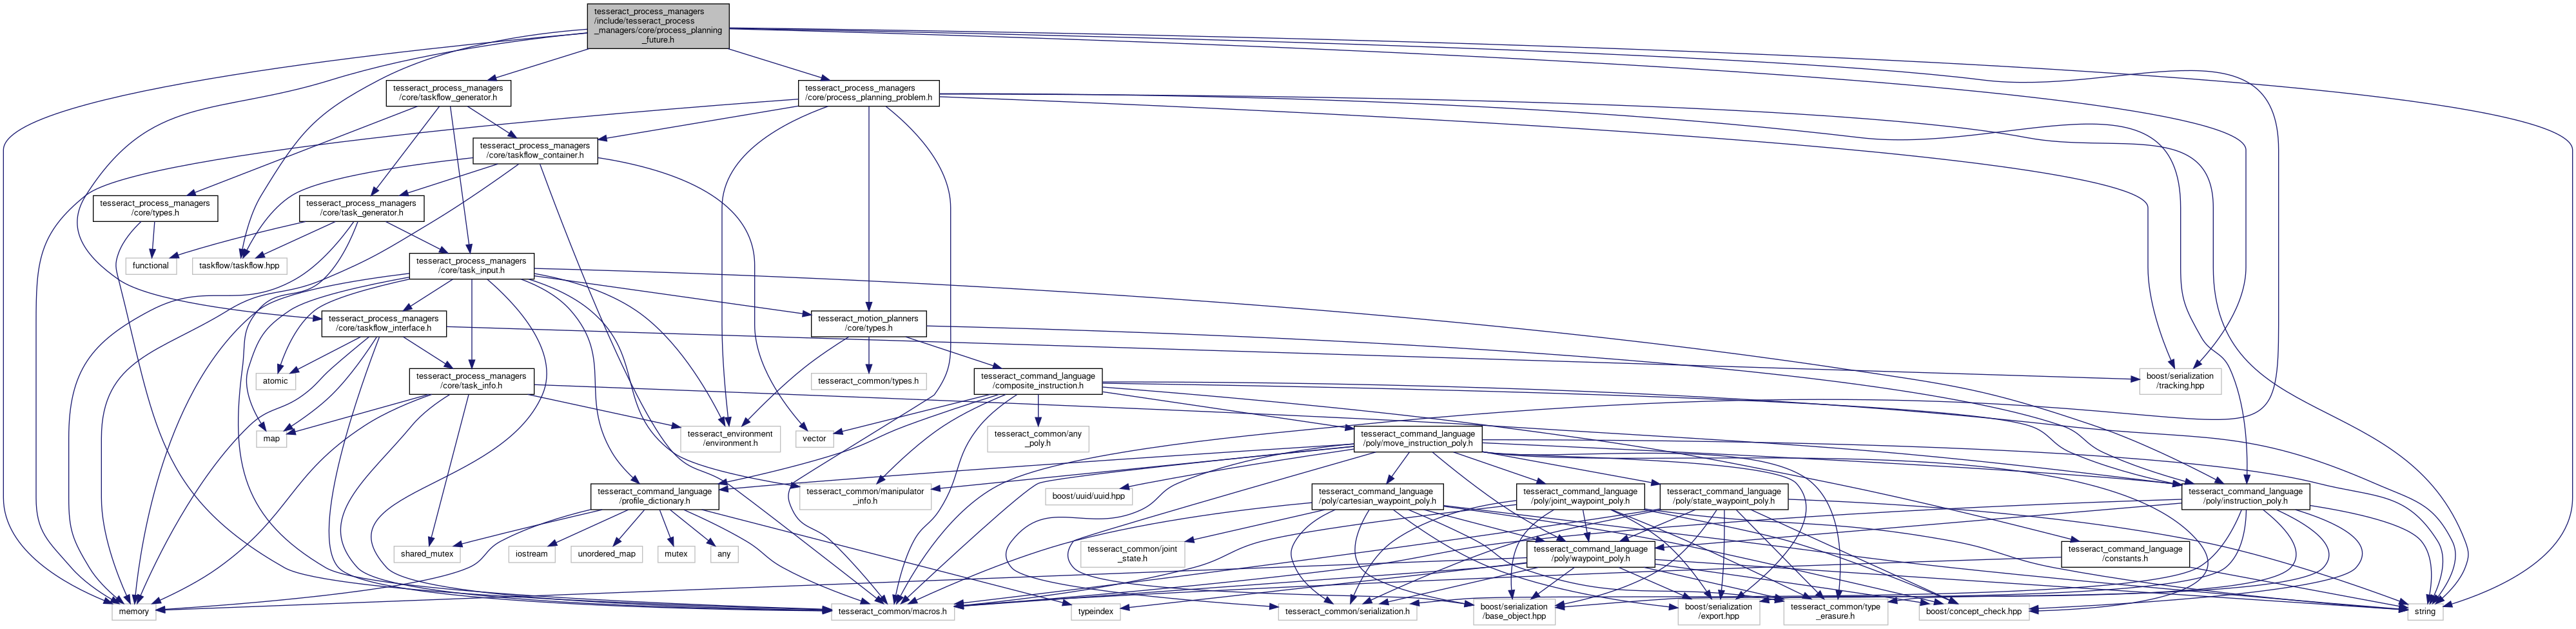 tesseract_process_managers
/include/tesseract_process
_managers/core/process_planning
_future.h
tesseract_process_managers
/core/taskflow_generator.h
tesseract_process_managers
/core/process_planning_problem.h
tesseract_process_managers
/core/taskflow_container.h
tesseract_process_managers
/core/types.h
tesseract_process_managers
/core/task_generator.h
functional
taskflow/taskflow.hpp
tesseract_process_managers
/core/task_input.h
tesseract_process_managers
/core/taskflow_interface.h
tesseract_motion_planners
/core/types.h
atomic
tesseract_process_managers
/core/task_info.h
tesseract_common/types.h
tesseract_command_language
/composite_instruction.h
boost/serialization
/tracking.hpp
map
tesseract_environment
/environment.h
vector
tesseract_common/any
_poly.h
tesseract_command_language
/poly/move_instruction_poly.h
tesseract_command_language
/profile_dictionary.h
tesseract_common/manipulator
_info.h
boost/uuid/uuid.hpp
tesseract_command_language
/poly/cartesian_waypoint_poly.h
tesseract_command_language
/poly/joint_waypoint_poly.h
tesseract_command_language
/poly/state_waypoint_poly.h
tesseract_command_language
/poly/instruction_poly.h
shared_mutex
iostream
unordered_map
mutex
any
tesseract_common/joint
_state.h
tesseract_command_language
/poly/waypoint_poly.h
tesseract_command_language
/constants.h
memory
tesseract_common/macros.h
typeindex
tesseract_common/serialization.h
boost/serialization
/base_object.hpp
boost/serialization
/export.hpp
tesseract_common/type
_erasure.h
boost/concept_check.hpp
string